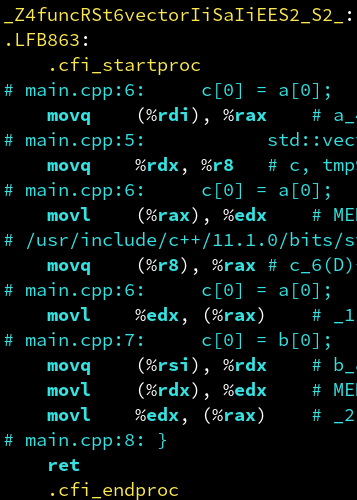 _Z4funcRSt6vectorIiSaIiEES2_S2_:
.LFB863:
.cfi_startproc
# main.cpp:6: c[0] = a[0];
movq (%rdi), %rax # a_
# main.cpp:5: std::vec
movq %rdx, %r8 # c, tmp
# main.cpp:6: c[0] = a[0];
movl (%rax), %edx # ME
# /usr/include/c++/11.1.0/bits/s
movq (%r8), %rax # c_6(D)
# main.cpp:6: c[0] = a[0];
movl %edx, (%rax) # _1
# main.cpp:7: c[0] = b[0];
movq (%rsi), %rdx # b_
movl (%rdx), %edx # ME
movl %edx, (%rax) # _2
# main.cpp:8: }
ret
.cfi_endproc